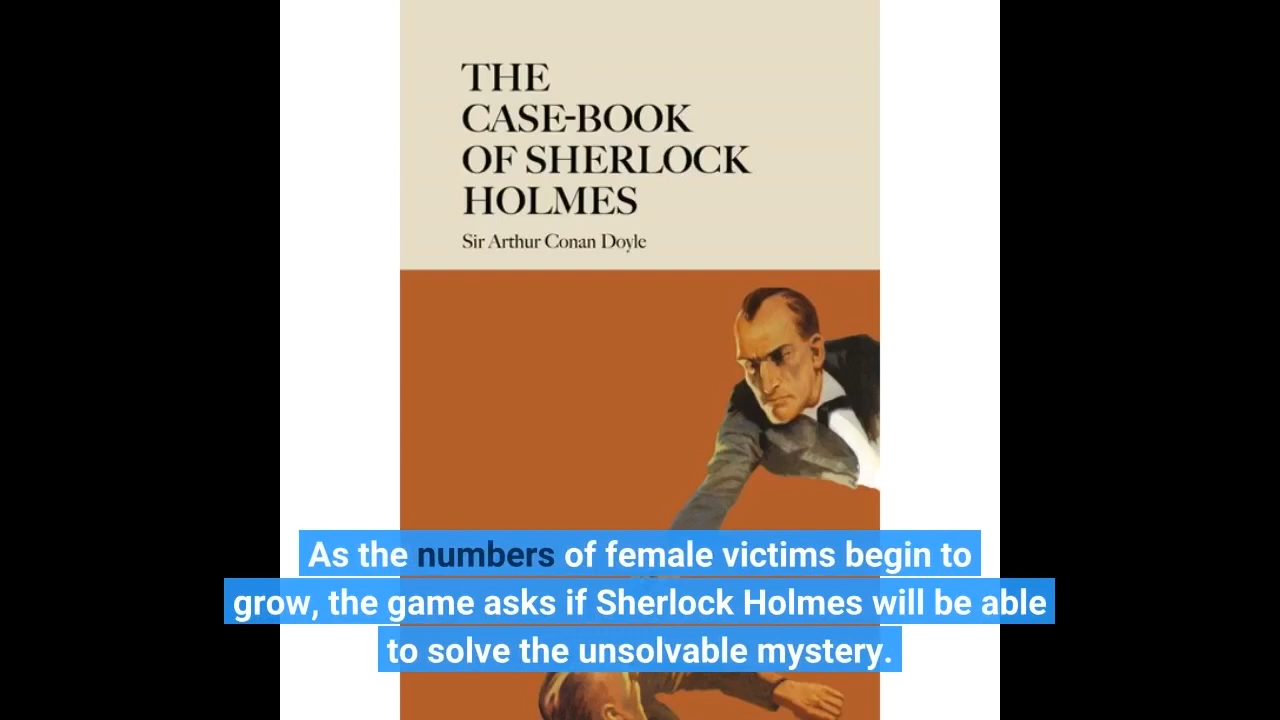 THE
CASE-BOOK
OF SHERLOCK
HOLMES
Sir Arthur Conan Doyle
As the numbers of female victims begin to
grow, the game asks if Sherlock Holmes will be able
to solve the unsolvable mystery.